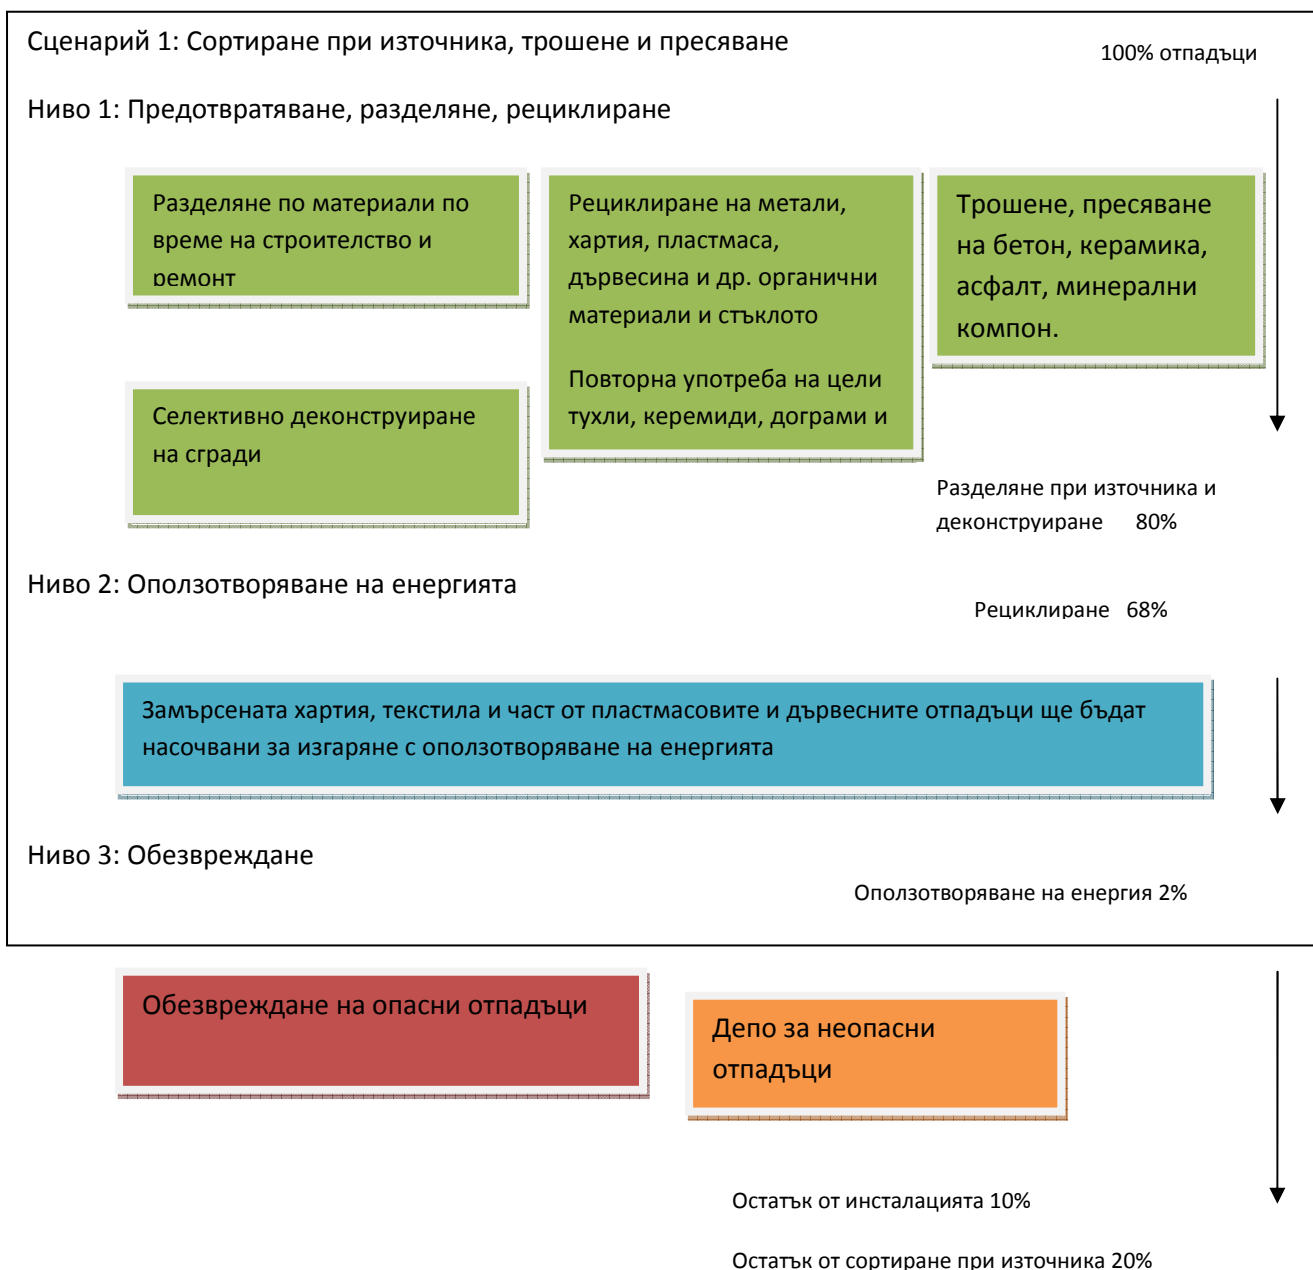 Сценарий 1: Сортиране при източника, трошене и пресяване
100% отпадъци
Ниво 1: Предотвратяване, разделяне, рециклиране
Разделяне по материали по
време на строителство и
ремонт
Рециклиране на метали,
хартия, пластмаса,
дървесина и др. органични
материали и стъклото
Повторна употреба на цели
тухли, керемиди, дограми и
Трошене, пресяване
на бетон, керамика,
асфалт, минерални
компон.
Селективно деконструиране
на сгради
Разделяне при източника и
деконструиране 80%
Ниво 2: Оползотворяване на енергията
Рециклиране 68%
Замърсената хартия, текстила и част от пластмасовите и дървесните отпадъци ще бъдат
насочвани за изгаряне с оползотворяване на енергията
Ниво 3: Обезвреждане
Оползотворяване на енергия 2%
Обезвреждане на опасни отпадъци
Депо за неопасни
отпадъци
Остатък от инсталацията 10%
Остатък от сортиране при източника 20%